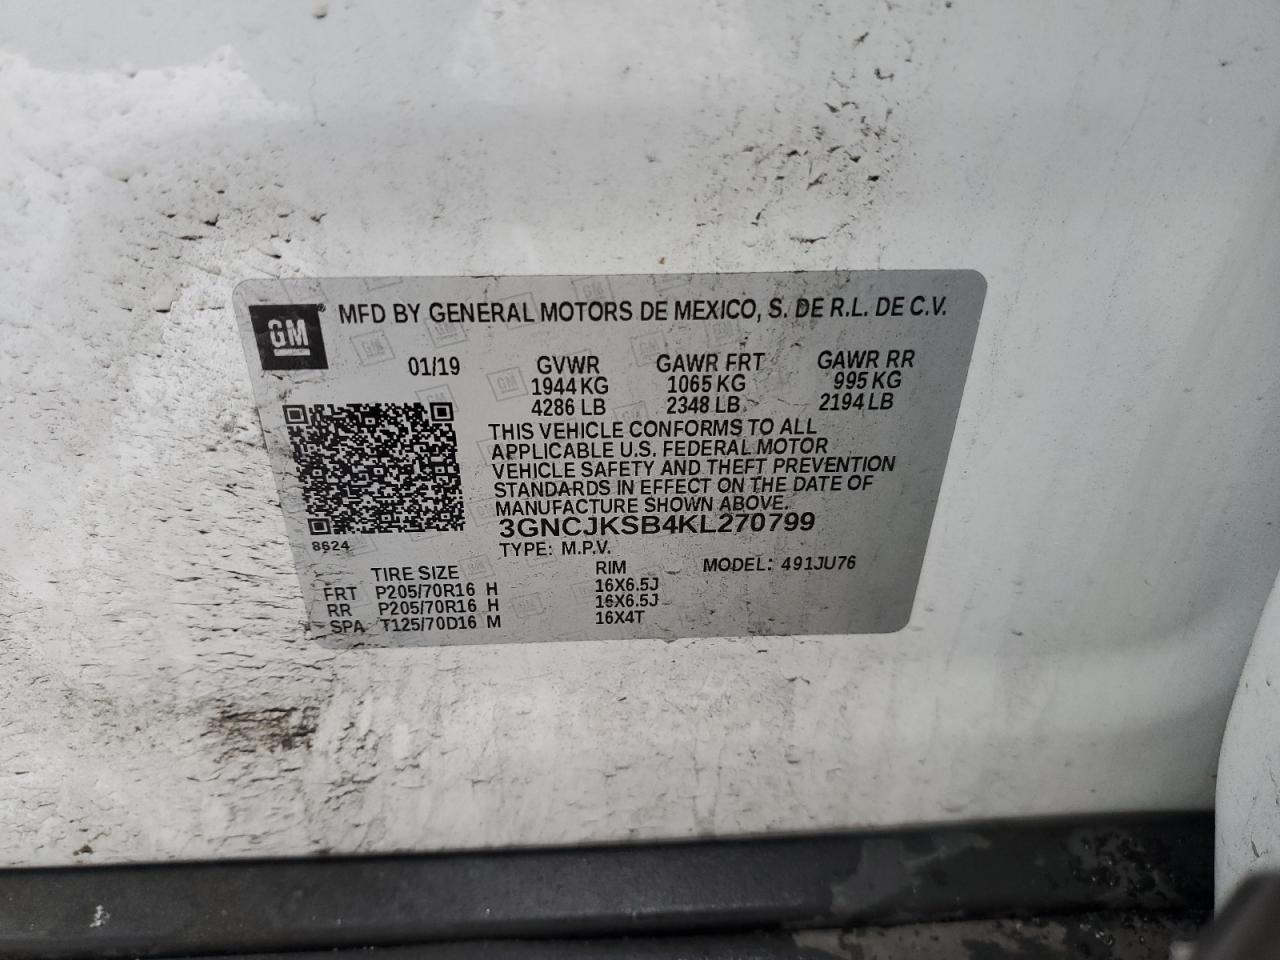 GM ® MFD BY GENERAL MOTORS DE MEXICO, S. DE R.L. DE C.V.
01/19 GVWR GAWR FRT GAWR RR
1944 KG 1065 KG 995 KG
4286 LB 2348 LB 2194 LB
THIS VEHICLE CONFORMS TO ALL
APPLICABLE U.S. FEDERAL MOTOR
VEHICLE SAFETY AND THEFT PREVENTION
STANDARDS IN EFFECT ON THE DATE OF
MANUFACTURE SHOWN ABOVE.
3GNCJKSB4KL270799
8624
TYPE: M.P.V. MODEL: 491JU76
TIRE SIZE RIM
FRT P205/70R16 H 16X6.5J
RR P205/70R16 H 16X6.5J
SPA T125/70D16 M 16X4T